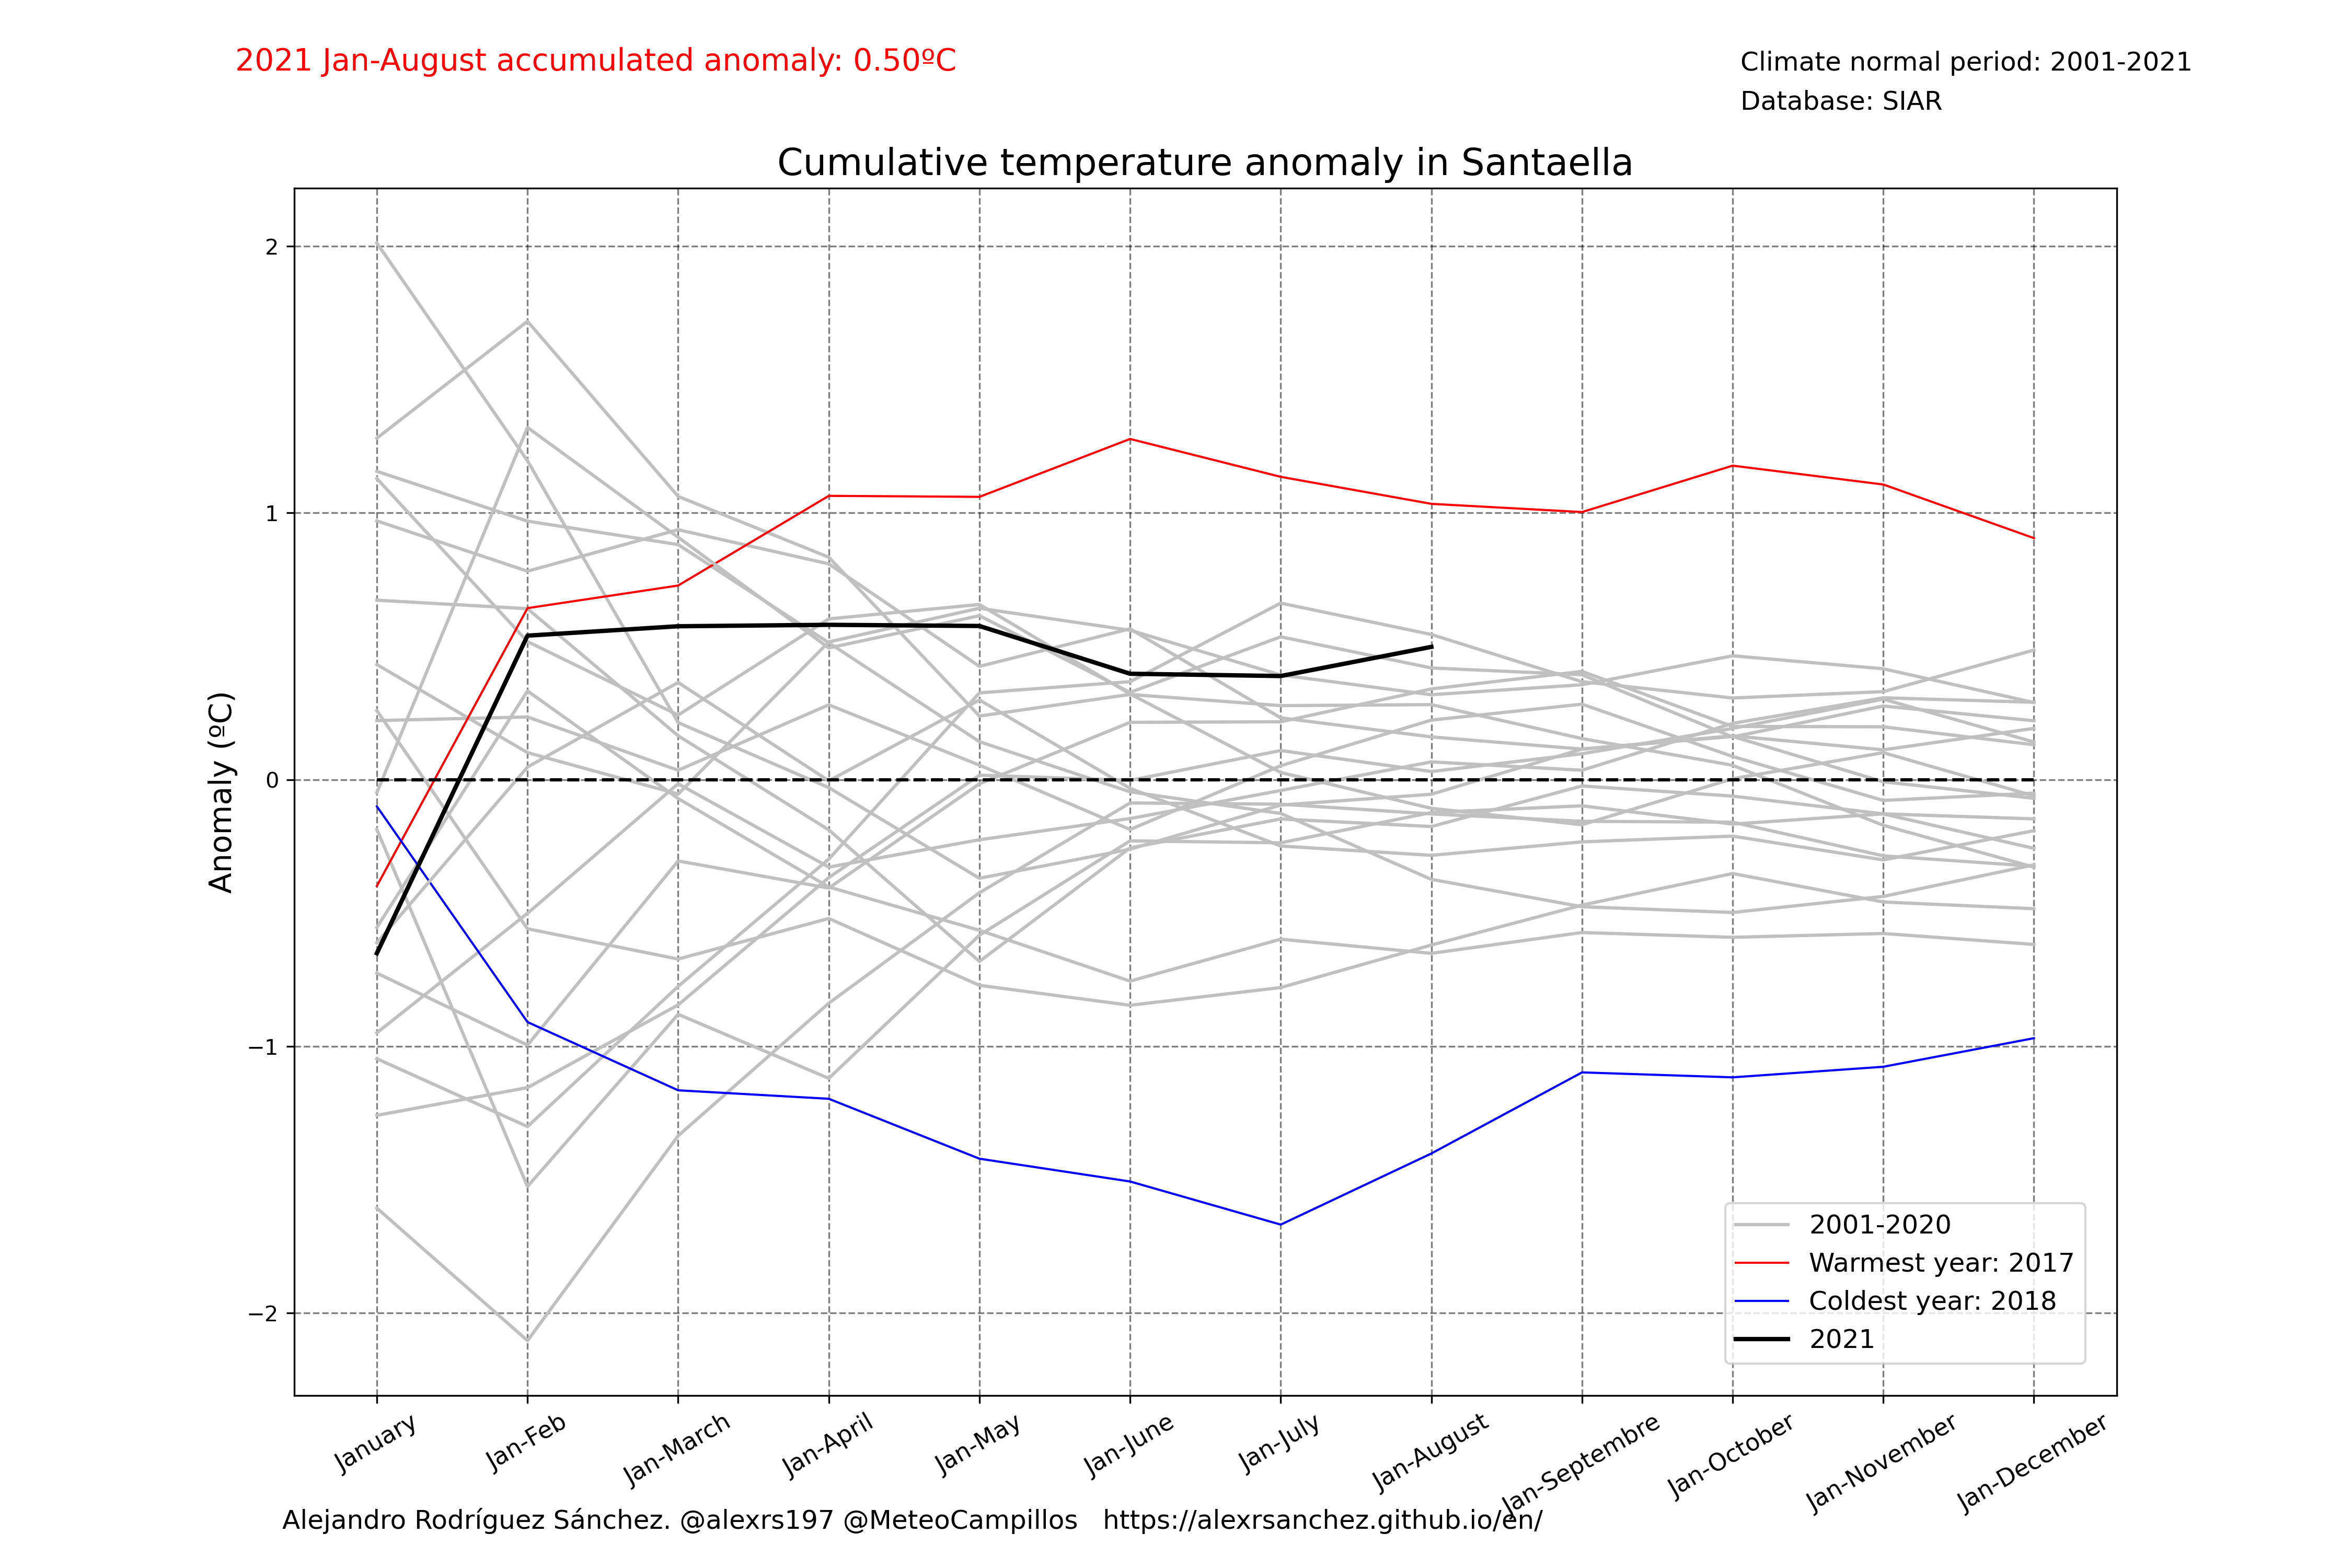 2021 Jan-August accumulated anomaly: 0.50ºC
Climate normal period: 2001-2021
Database: SIAR
Cumulative temperature anomaly in Santaella
Anomaly (ºC)
2
1
0
−1
−2
2001-2020
Warmest year: 2017
Coldest year: 2018
2021
January
Jan-Feb
Jan-March
Jan-April
Jan-May
Jan-June
Jan-July
Jan-August
Jan-Septembre
Jan-October
Jan-November
Jan-December
Alejandro Rodríguez Sánchez. @alexrs197 @MeteoCampillos https://alexrsanchez.github.io/en/